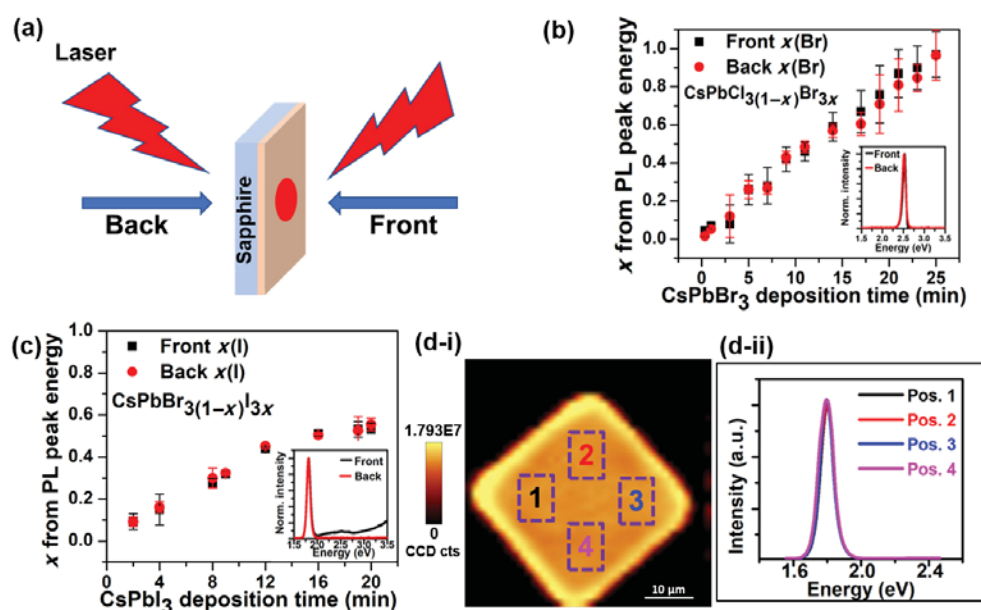 (a)
Laser
Back
Sapphire
Front
(b)
1.0
0.8
0.6
0.4
0.2
0.0
x from PL peak energy
Front x(Br)
Back x(Br)
CsPbCl3(1−x)Br3x
Norm. intensity
Front
Back
1.5 2.0 2.5 3.0 3.5
Energy (eV)
0 5 10 15 20 25
CsPbBr3 deposition time (min)
(c)
1.0
0.8
0.6
0.4
0.2
0.0
x from PL peak energy
Front x(I)
Back x(I)
CsPbBr3(1−x)I3x
Norm. intensity
Front
Back
1.5 2.0 2.5 3.0 3.5
Energy (eV)
0 4 8 12 16 20
CsPbI3 deposition time (min)
(d-i)
1.793E7
0
CCD cts
1
2
3
4
10 µm
(d-ii)
Intensity (a.u.)
Pos. 1
Pos. 2
Pos. 3
Pos. 4
1.6 2.0 2.4
Energy (eV)